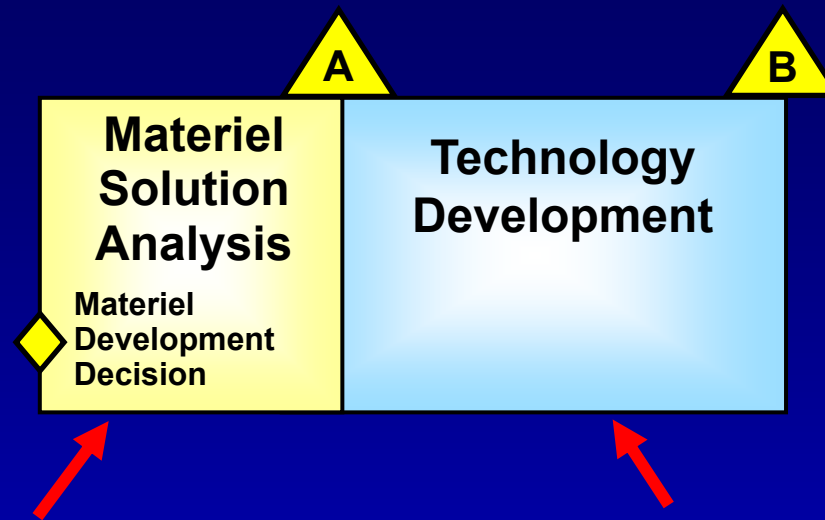 A
B
Materiel
Solution
Analysis
Technology
Development
Materiel
Development
Decision